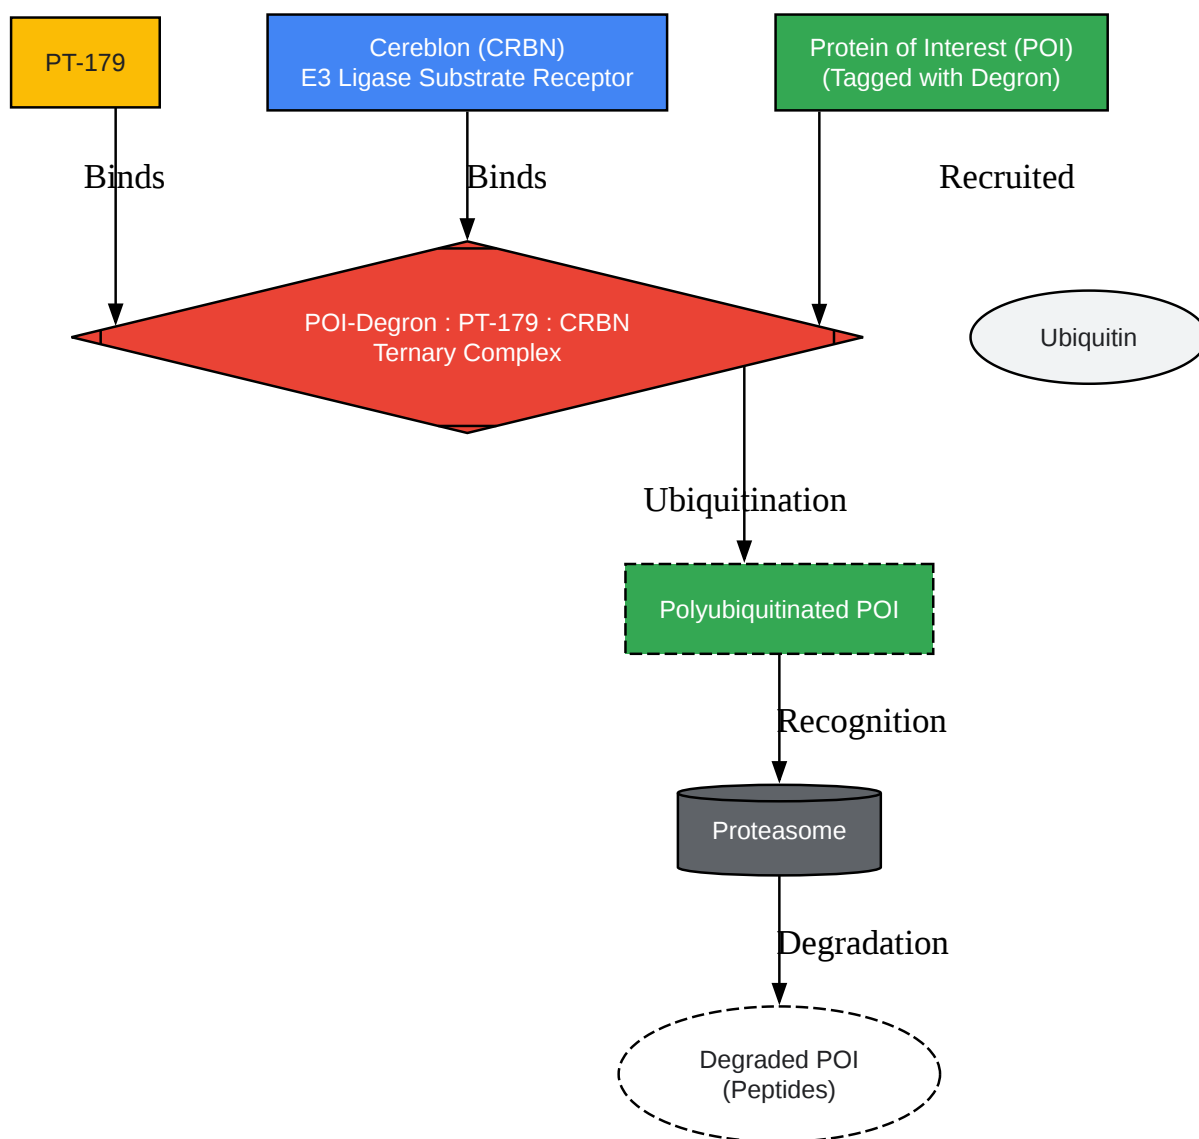 PT-179
Cereblon (CRBN)
E3 Ligase Substrate Receptor
Protein of Interest (POI)
(Tagged with Degron)
Binds
Binds
Recruited
POI-Degron : PT-179 : CRBN
Ternary Complex
Ubiquitin
Ubiquitination
Polyubiquitinated POI
Recognition
Proteasome
Degradation
Degraded POI
(Peptides)